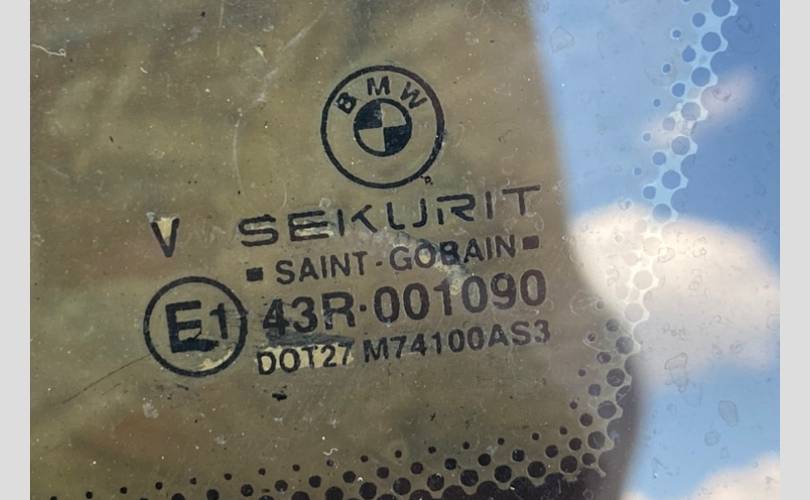 BMW
V SEKURIT
SAINT-GOBAIN
E1 43R·001090
DOT27 M74100AS3